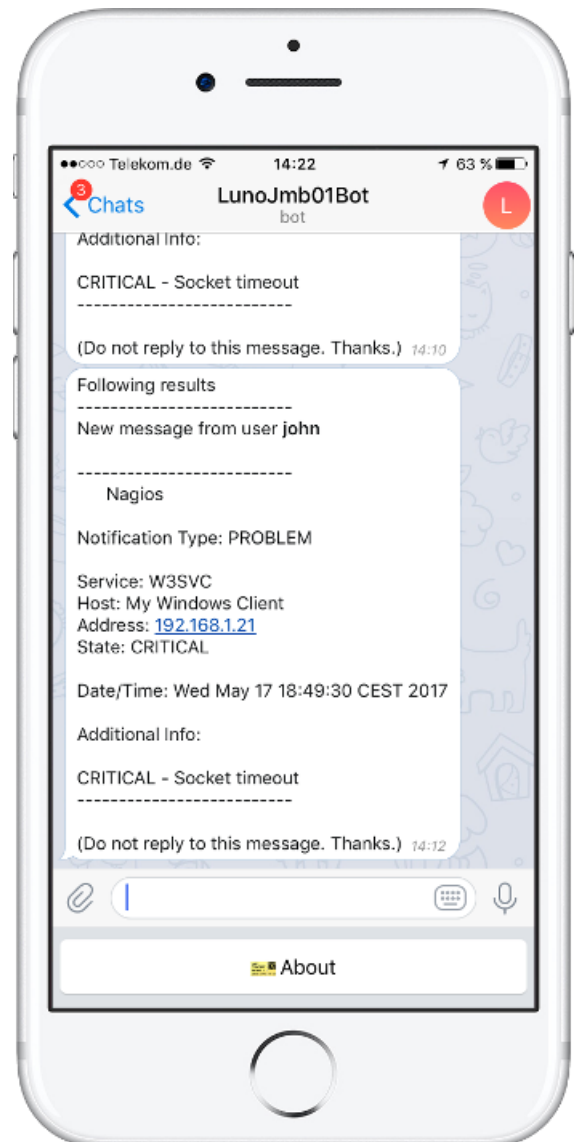 Telekom.de 14:22 63 %
3
Chats LunoJmb01Bot L
bot
Additional Info:
CRITICAL - Socket timeout
--------------------------
(Do not reply to this message. Thanks.) 14:10
Following results
--------------------------
New message from user john
--------------------------
Nagios
Notification Type: PROBLEM
Service: W3SVC
Host: My Windows Client
Address: 192.168.1.21
State: CRITICAL
Date/Time: Wed May 17 18:49:30 CEST 2017
Additional Info:
CRITICAL - Socket timeout
--------------------------
(Do not reply to this message. Thanks.) 14:12
About